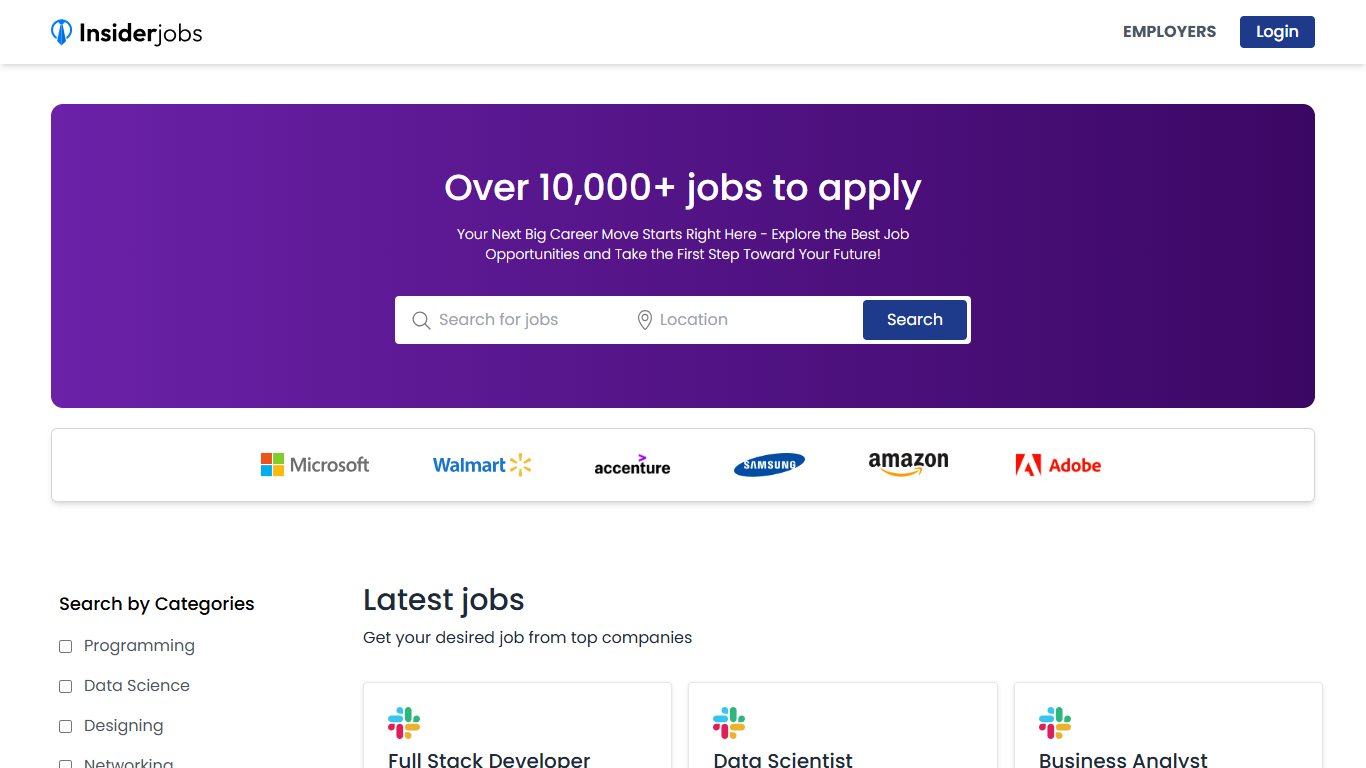 Insiderjobs
EMPLOYERS
Login
Over 10,000+ jobs to apply
Your Next Big Career Move Starts Right Here - Explore the Best Job
Opportunities and Take the First Step Toward Your Future!
Search for jobs
Location
Search
Microsoft
Walmart
accenture
SAMSUNG
amazon
Adobe
Search by Categories
Programming
Data Science
Designing
Networking
Latest jobs
Get your desired job from top companies
Full Stack Developer
Data Scientist
Business Analyst